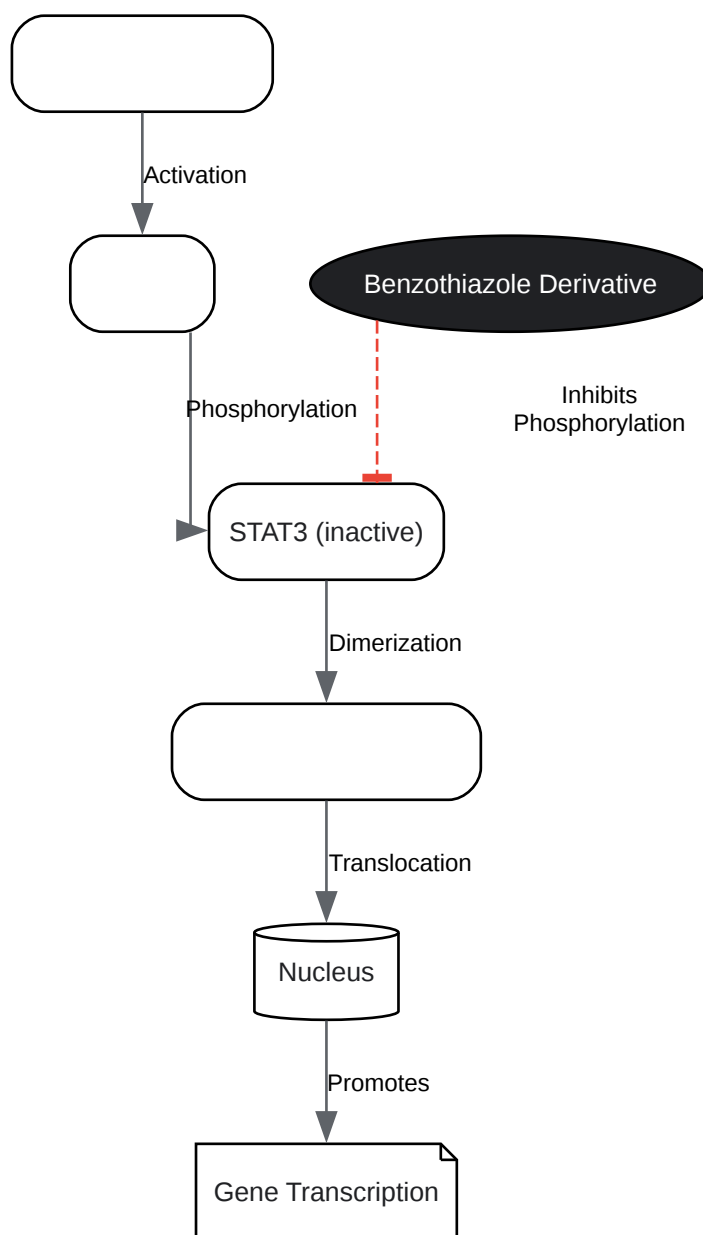 Activation
Benzothiazole Derivative
Phosphorylation
Inhibits
Phosphorylation
STAT3 (inactive)
Dimerization
Translocation
Nucleus
Promotes
Gene Transcription